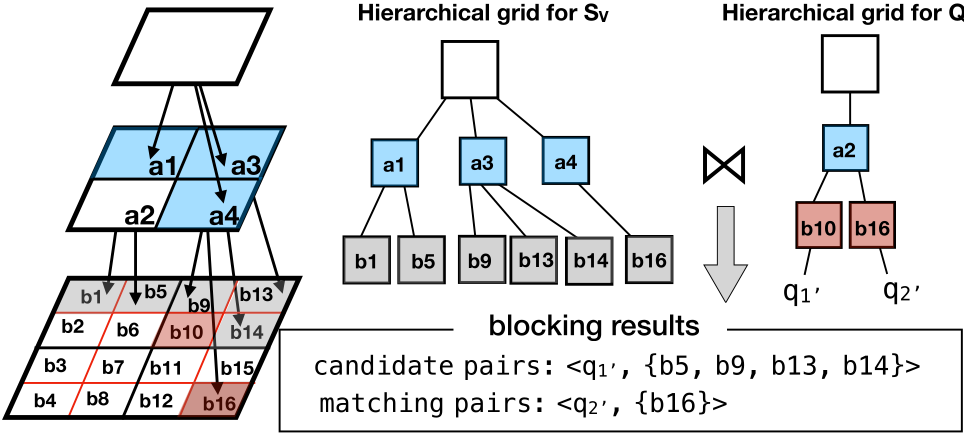 Hierarchical grid for Sv
Hierarchical grid for Q
a1 a3
a2 a4
b1 b5 b9 b13
b2 b6 b10 b14
b3 b7 b11 b15
b4 b8 b12 b16
a1 a3 a4
b1 b5 b9 b13 b14 b16
⋈
a2
b10 b16
q1’ q2’
blocking results
candidate pairs: <q1’, {b5, b9, b13, b14}>
matching pairs: <q2’, {b16}>